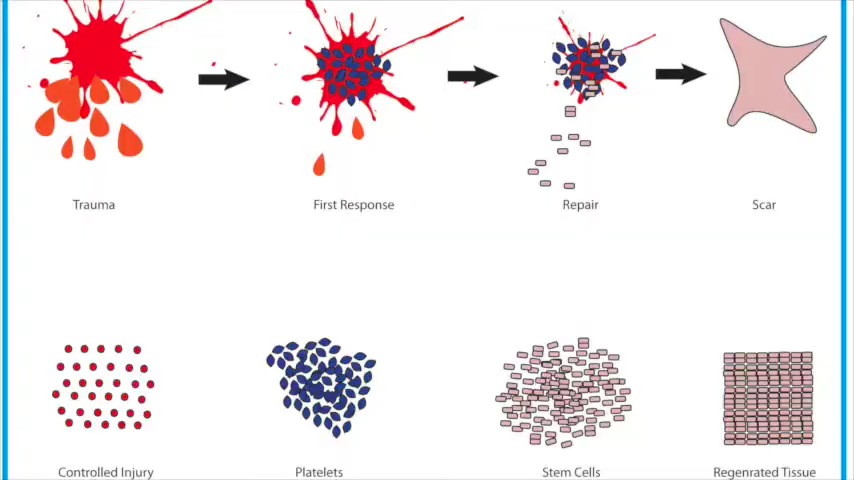 Trauma
First Response
Repair
Scar
Controlled Injury
Platelets
Stem Cells
Regenrated Tissue